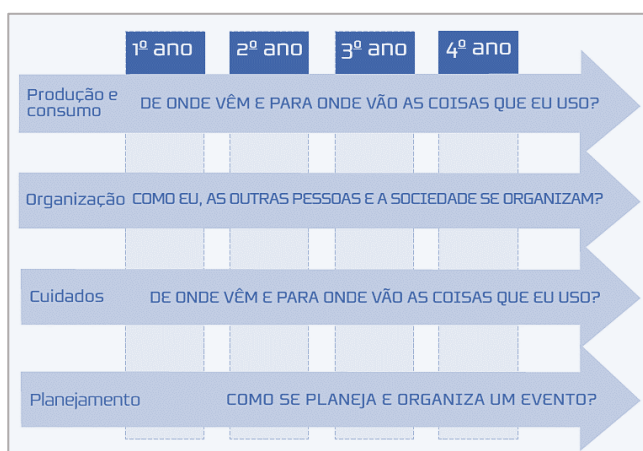 1º ano 2º ano 3º ano 4º ano
Produção e
consumo
DE ONDE VÊM E PARA ONDE VÃO AS COISAS QUE EU USO?
Organização
COMO EU, AS OUTRAS PESSOAS E A SOCIEDADE SE ORGANIZAM?
Cuidados
DE ONDE VÊM E PARA ONDE VÃO AS COISAS QUE EU USO?
Planejamento
COMO SE PLANEJA E ORGANIZA UM EVENTO?